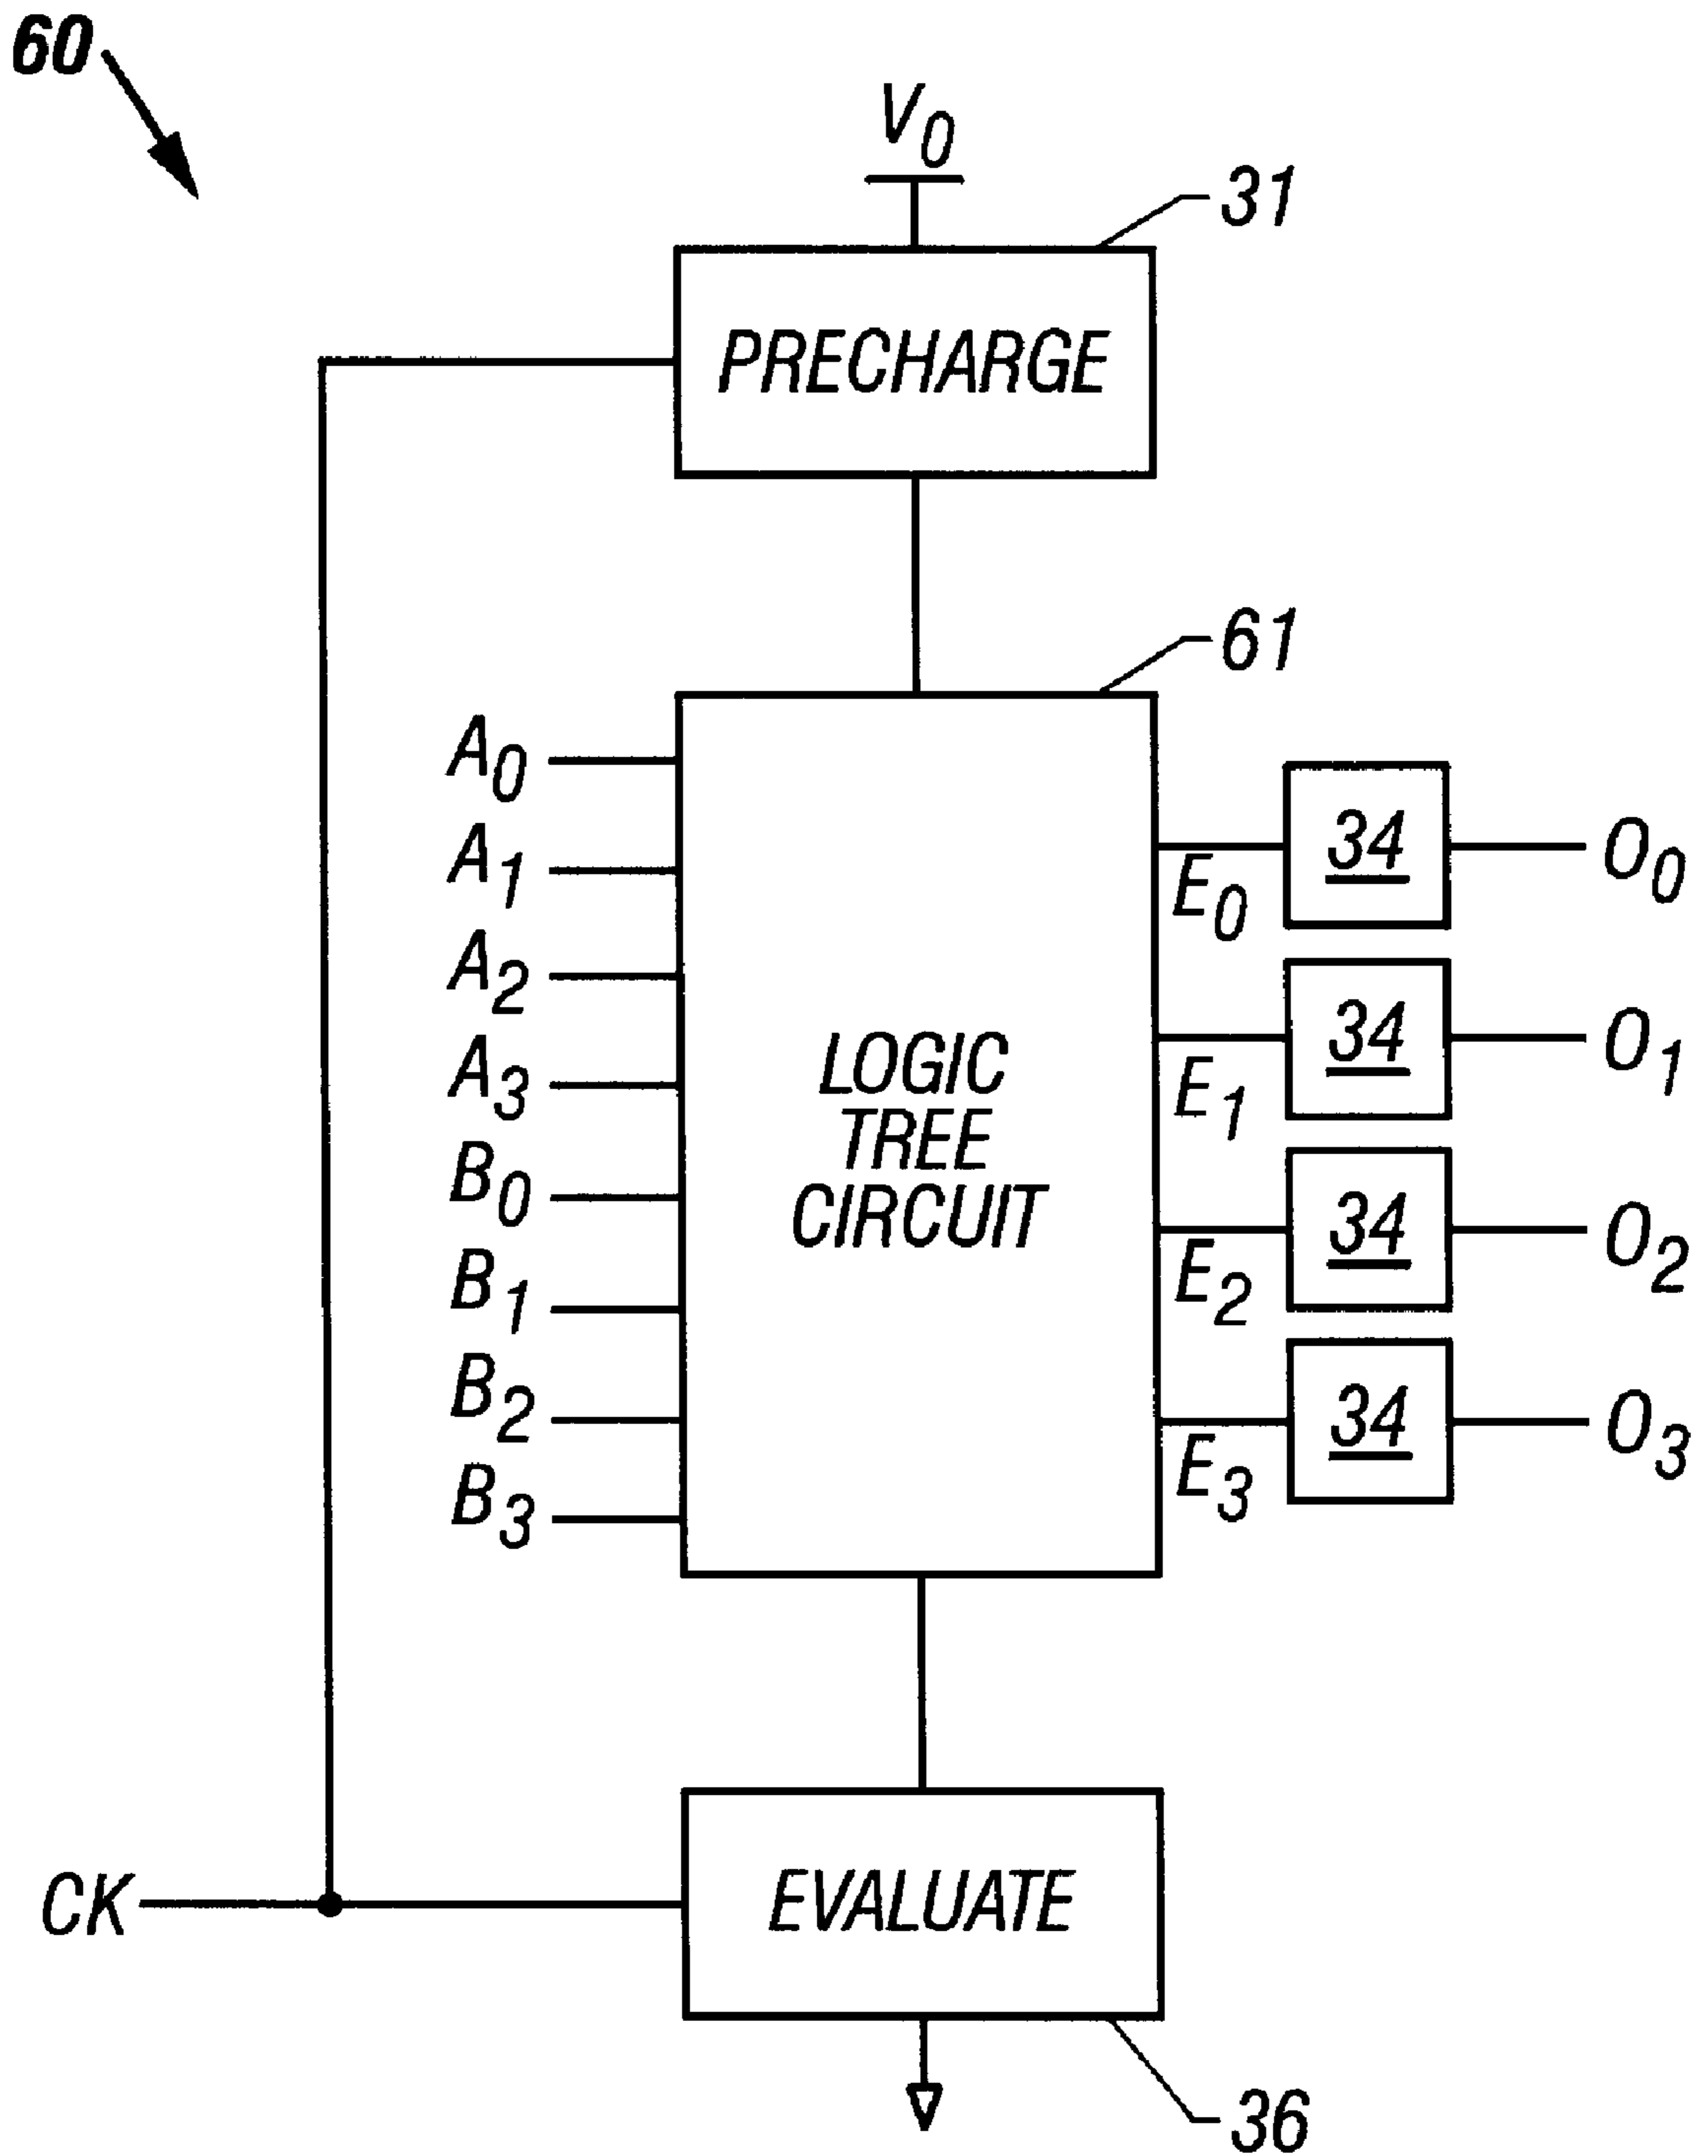 60
V0
31
PRECHARGE
61
A0
A1
A2
A3
B0
B1
B2
B3
LOGIC
TREE
CIRCUIT
E0
34
O0
E1
34
O1
E2
34
O2
E3
34
O3
CK
EVALUATE
36